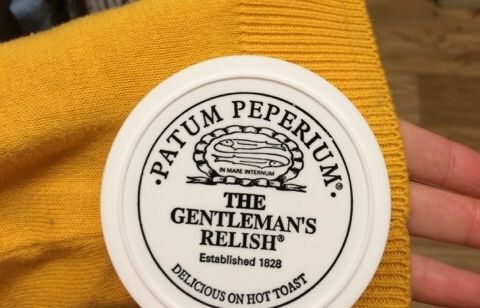 ·PATUM PEPERIUM·®
IN MARE INTERNUM
THE
GENTLEMAN'S
RELISH®
Established 1828
DELICIOUS ON HOT TOAST